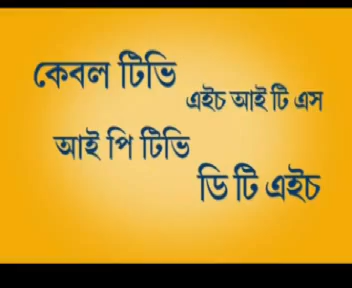 কেবল টিভি
এইচ আই টি এস
আই পি টিভি
ডি টি এইচ